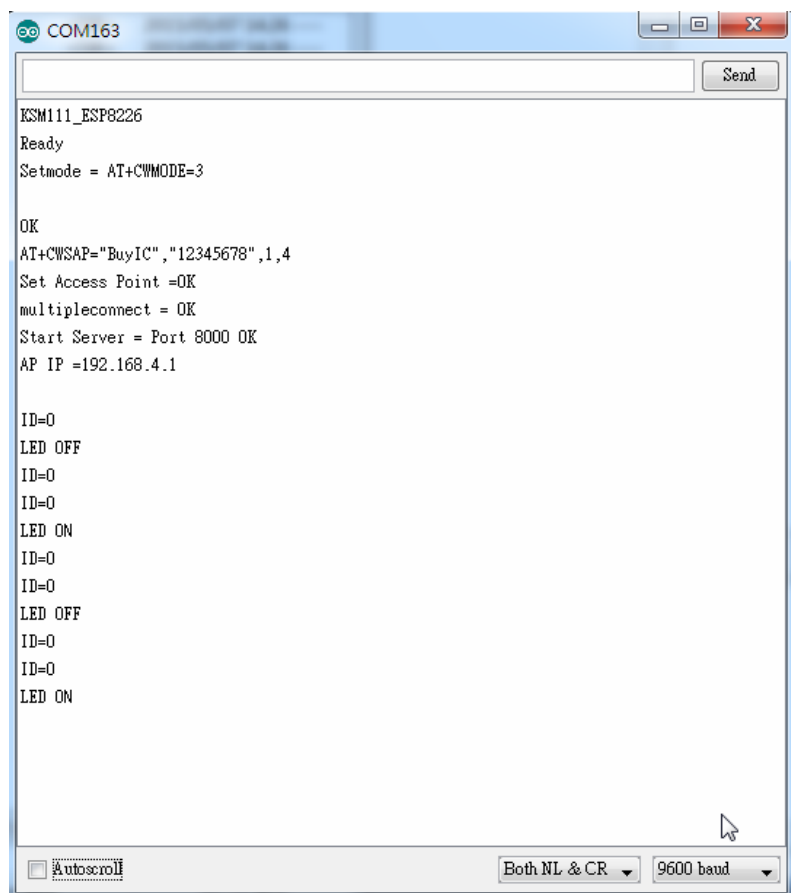 COM163
Send
KSM111_ESP8226
Ready
Setmode = AT+CWMODE=3
OK
AT+CWSAP="BuyIC","12345678",1,4
Set Access Point =OK
multipleconnect = OK
Start Server = Port 8000 OK
AP IP =192.168.4.1
ID=0
LED OFF
ID=0
ID=0
LED ON
ID=0
ID=0
LED OFF
ID=0
ID=0
LED ON
Autoscroll
Both NL & CR
9600 baud